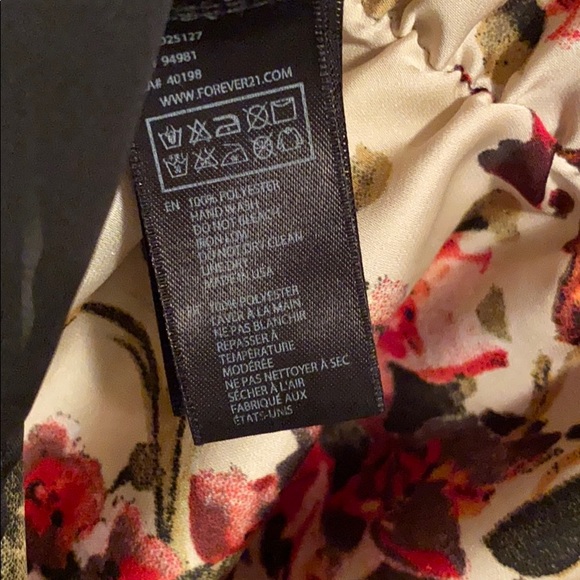 025127
94981
A# 40198
WWW.FOREVER21.COM
EN 100% POLYESTER
HAND WASH
DO NOT BLEACH
IRON LOW
DO NOT DRY CLEAN
LINE DRY
MADE IN USA
FR 100% POLYESTER
LAVER À LA MAIN
NE PAS BLANCHIR
REPASSER À
TEMPÉRATURE
MODÉRÉE
NE PAS NETTOYER À SEC
SÉCHER À L'AIR
FABRIQUÉ AUX
ÉTATS-UNIS